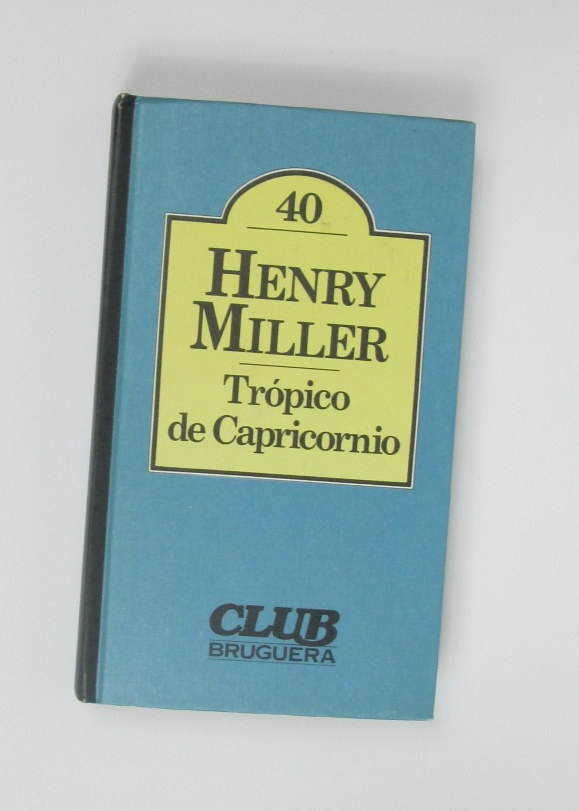 40
HENRY
MILLER
Trópico
de Capricornio
CLUB
BRUGUERA